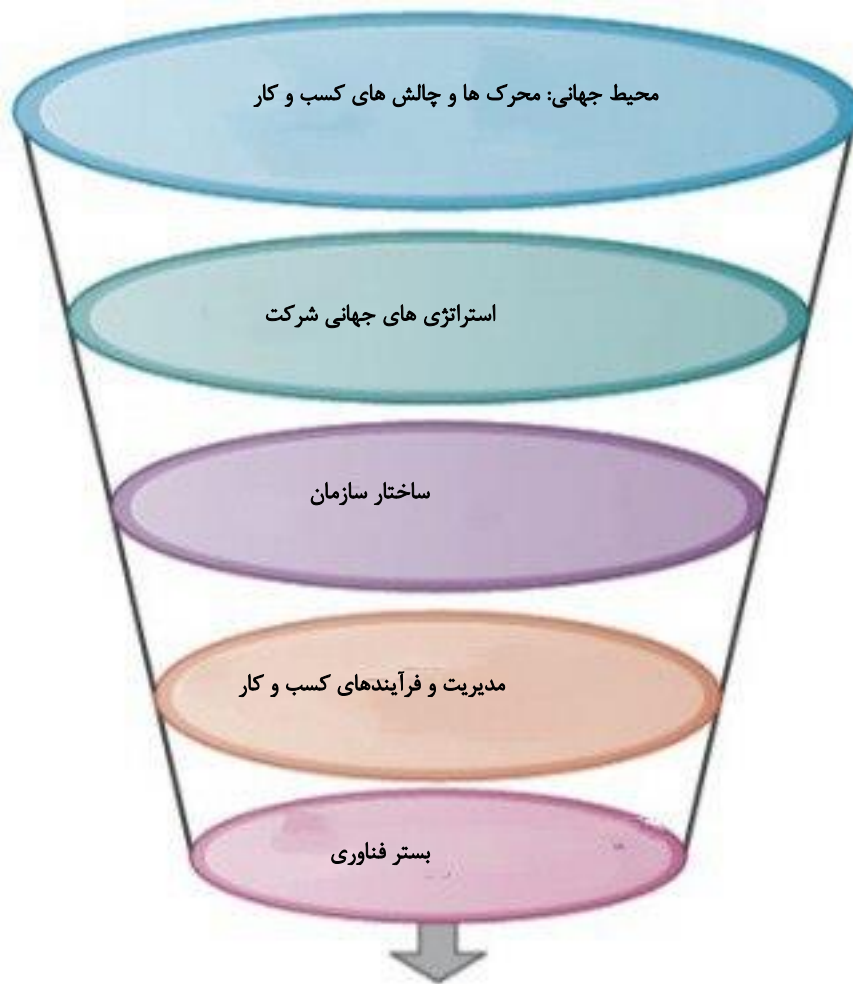 محیط جهانی: محرک ها و چالش های کسب و کار
استراتژی های جهانی شرکت
ساختار سازمان
مدیریت و فرآیندهای کسب و کار
بستر فناوری